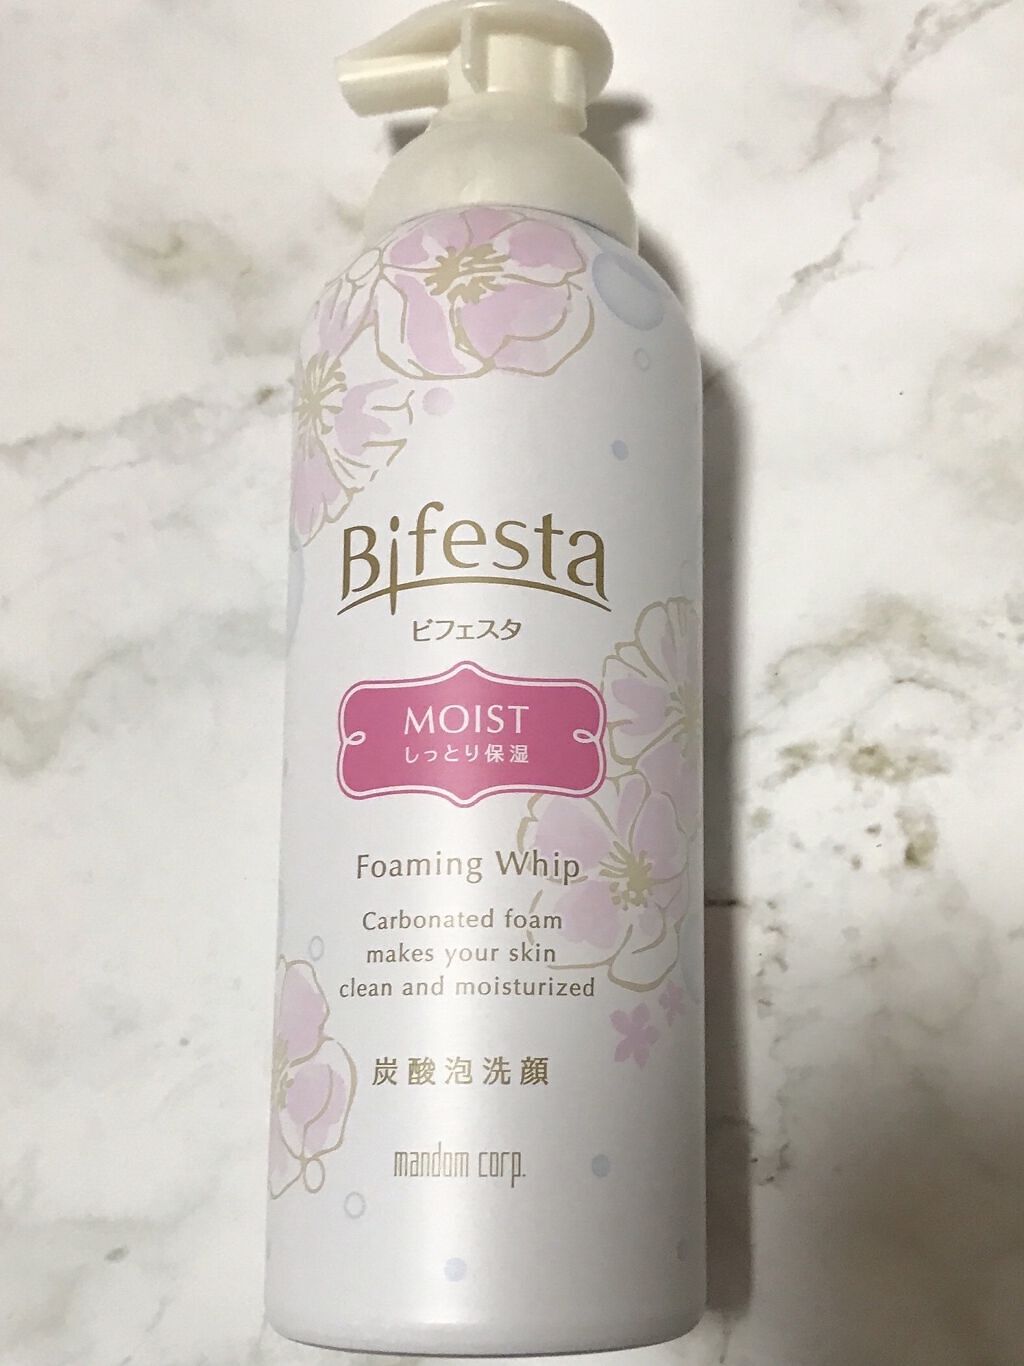 Bifesta
ビフェスタ
MOIST
しっとり保湿
Foaming Whip
Carbonated foam
makes your skin
clean and moisturized
炭酸泡洗顔
mandom corp.